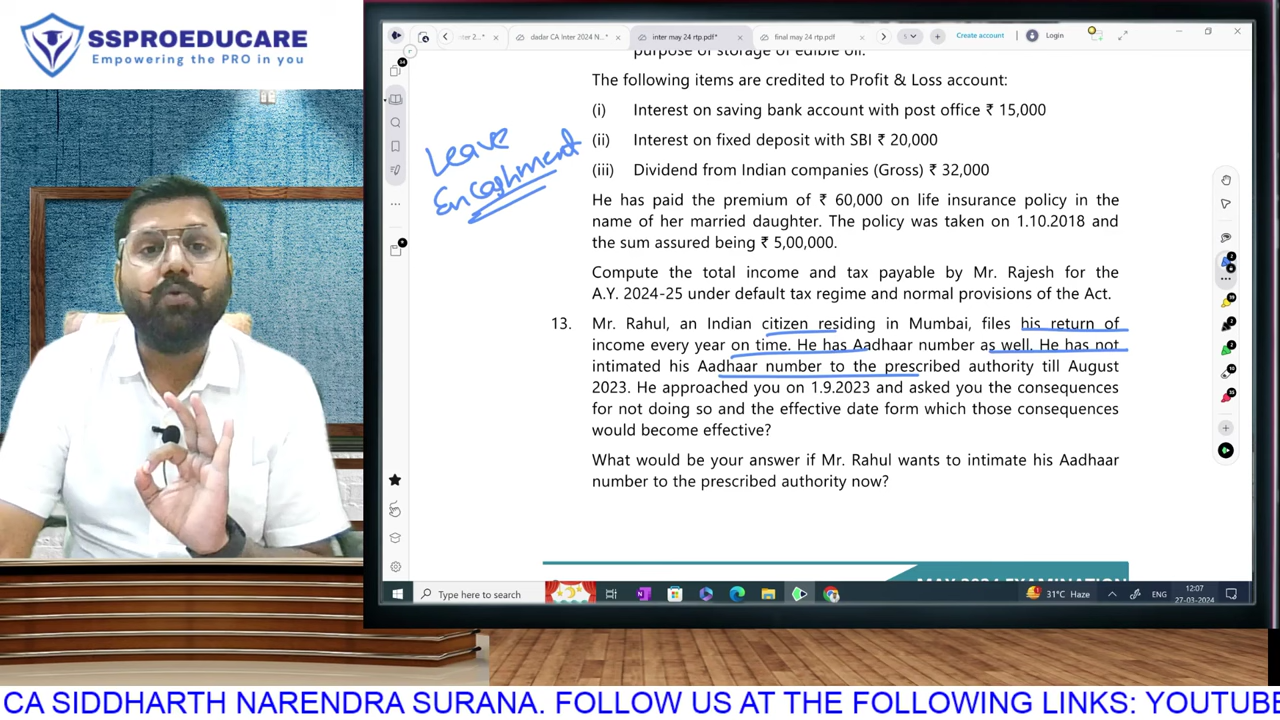 SSPROEDUCARE
Empowering the PRO in you
ter 2...*
dadar CA Inter 2024 N...*
inter may 24 rtp.pdf*
final may 24 rtp.pdf
Create account
Login
purpose of storage of edible oil.
The following items are credited to Profit & Loss account:
(i) Interest on saving bank account with post office ₹ 15,000
(ii) Interest on fixed deposit with SBI ₹ 20,000
(iii) Dividend from Indian companies (Gross) ₹ 32,000
Leave
Encashment
He has paid the premium of ₹ 60,000 on life insurance policy in the
name of her married daughter. The policy was taken on 1.10.2018 and
the sum assured being ₹ 5,00,000.
Compute the total income and tax payable by Mr. Rajesh for the
A.Y. 2024-25 under default tax regime and normal provisions of the Act.
13. Mr. Rahul, an Indian citizen residing in Mumbai, files his return of
income every year on time. He has Aadhaar number as well. He has not
intimated his Aadhaar number to the prescribed authority till August
2023. He approached you on 1.9.2023 and asked you the consequences
for not doing so and the effective date form which those consequences
would become effective?
What would be your answer if Mr. Rahul wants to intimate his Aadhaar
number to the prescribed authority now?
MAY 2024 EXAMINATION
Type here to search
31°C Haze
ENG
12:07
27-03-2024
CA SIDDHARTH NARENDRA SURANA. FOLLOW US AT THE FOLLOWING LINKS: YOUTUBE